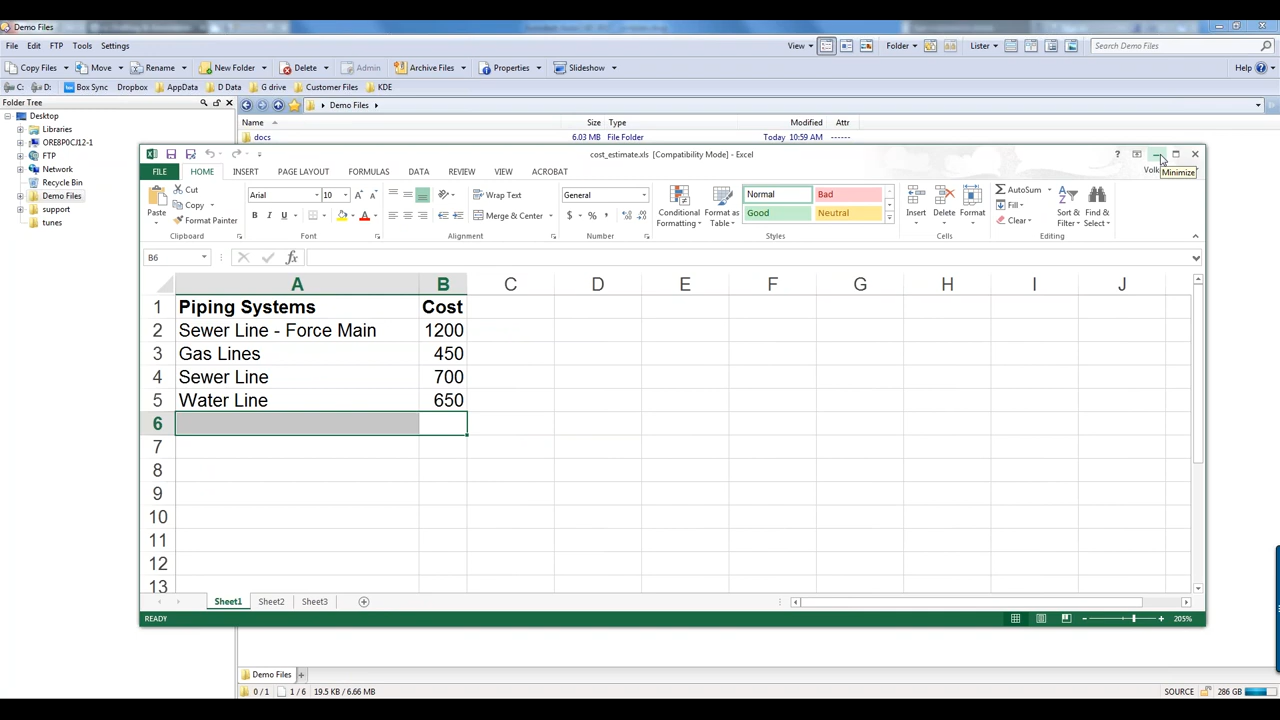 Demo Files
File Edit FTP Tools Settings View Folder Lister Search Demo Files
Copy Files Move Rename New Folder Delete Admin Archive Files Properties Slideshow Help
C: D: Box Sync Dropbox AppData D Data G drive Customer Files KDE
Folder Tree Demo Files
Desktop Name Size Type Modified Attr
Libraries docs 6.03 MB File Folder Today 10:59 AM ------
ORE8P0CJ12-1
FTP
Network
Recycle Bin
Demo Files
support
tunes
cost_estimate.xls [Compatibility Mode] - Excel
FILE HOME INSERT PAGE LAYOUT FORMULAS DATA REVIEW VIEW ACROBAT Volk
Minimize
Paste Cut Copy Format Painter
Arial 10
B I U
Wrap Text
Merge & Center
General
$ % ,
Conditional Formatting Format as Table
Normal Bad
Good Neutral
Insert Delete Format
AutoSum Fill Clear Sort & Filter Find & Select
Clipboard Font Alignment Number Styles Cells Editing
B6 fx
A B C D E F G H I J
1 Piping Systems Cost
2 Sewer Line - Force Main 1200
3 Gas Lines 450
4 Sewer Line 700
5 Water Line 650
6
7
8
9
10
11
12
13
Sheet1 Sheet2 Sheet3
READY 205%
Demo Files
0 / 1 1 / 6 19.5 KB / 6.66 MB SOURCE 286 GB